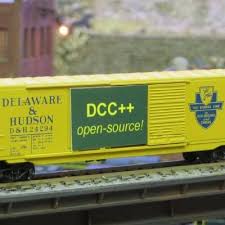 DELAWARE
&
HUDSON
D&H 24294
DCC++
open-source!